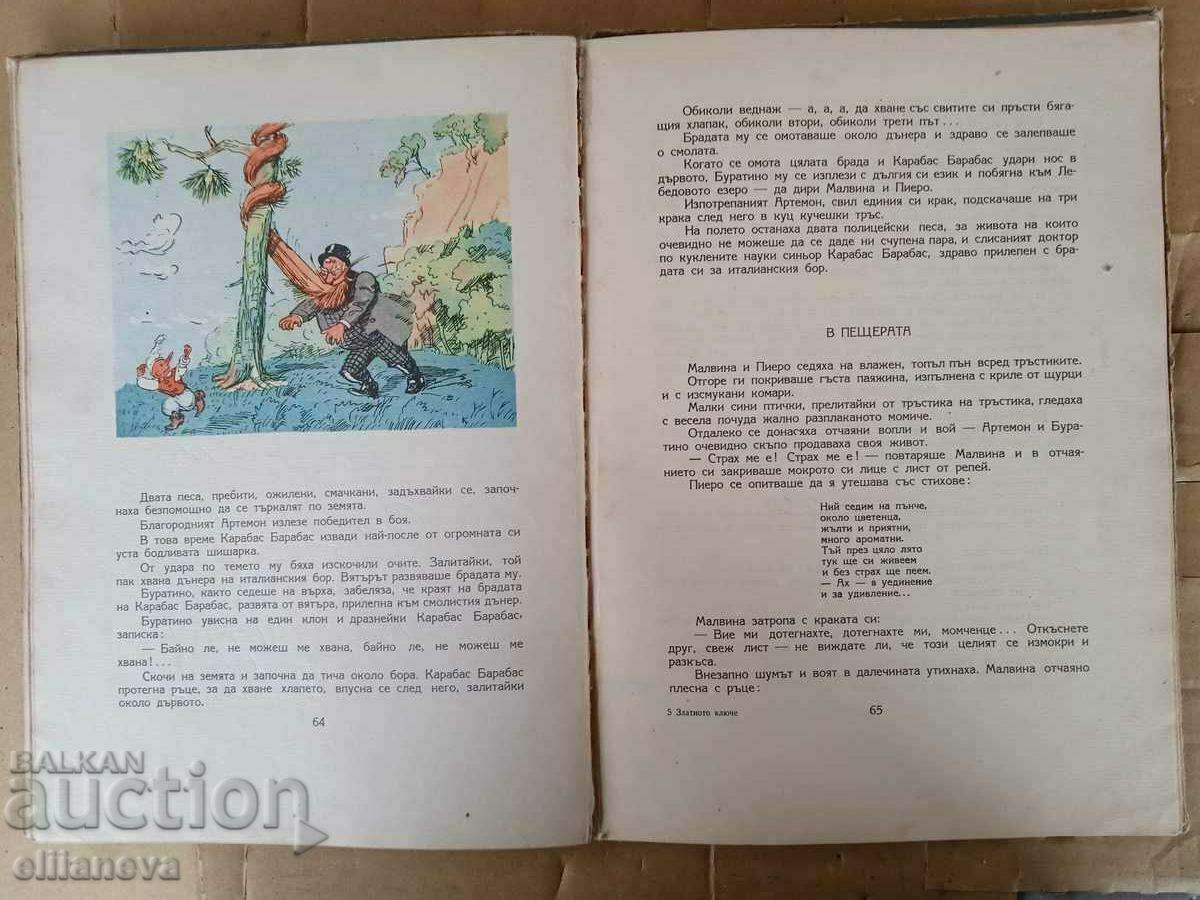 Двата песа, пребити, ожилени, смачкани, задъхвайки се, започ-
наха безпомощно да се търкалят по земята.
Благородният Артемон излезе победител в боя.
В това време Карабас Барабас извади най-после от огромната си
уста бодливата шишарка.
От удара по темето му бяха изскочили очите. Залитайки, той
пак хвана дънера на италианския бор. Вятърът развяваше брадата му.
Буратино, както седеше на върха, забеляза, че краят на брадата
на Карабас Барабас, развята от вятъра, прилепна към смолистия дънер.
Буратино увисна на един клон и дразнейки Карабас Барабас,
записка:
— Байно ле, не можеш ме хвана, байно ле, не можеш ме
хвана!...
Скочи на земята и започна да тича около бора. Карабас Барабас
протегна ръце, за да хване хлапето, впусна се след него, залитайки
около дървото.
64
Обиколи веднаж — а, а, а, да хване със свитите си пръсти бяга-
щия хлапак, обиколи втори, обиколи трети път...
Брадата му се омотаваше около дънера и здраво се залепваше
о смолата.
Когато се омота цялата брада и Карабас Барабас удари нос в
дървото, Буратино му се изплези с дългия си език и побягна към Ле-
бедовото езеро — да дири Малвина и Пиеро.
Изпотрепаният Артемон, свил единия си крак, подскачаше на три
крака след него в куц кучешки тръс.
На полето останаха двата полицейски песа, за живота на които
очевидно не можеше да се даде ни счупена пара, и слисаният доктор
по куклените науки синьор Карабас Барабас, здраво прилепен с бра-
дата си за италианския бор.
В ПЕЩЕРАТА
Малвина и Пиеро седяха на влажен, топъл пън всред тръстиките.
Отгоре ги покриваше гъста паяжина, изпълнена с криле от щурци
и с изсмукани комари.
Малки сини птички, прелитайки от тръстика на тръстика, гледаха
с весела почуда жално разплаканото момиче.
Отдалеко се донасяха отчаяни вопли и вой — Артемон и Бура-
тино очевидно скъпо продаваха своя живот.
— Страх ме е! Страх ме е! — повтаряше Малвина и в отчая-
нието си закриваше мокрото си лице с лист от репей.
Пиеро се опитваше да я утешава със стихове:
Ний седим на пънче,
около цветенца,
жълти и приятни,
много ароматни.
Тъй през цяло лято
тук ще си живеем
и без страх ще пеем.
— Ах — в уединение
и за удивление...
Малвина затропа с краката си:
— Вие ми дотегнахте, дотегнахте ми, момченце... Откъснете
друг, свеж лист — не виждате ли, че този целият се измокри и
разкъса.
Внезапно шумът и воят в далечината утихнаха. Малвина отчаяно
плесна с ръце:
5 Златното ключе
65
BALKAN
auction
ellianova